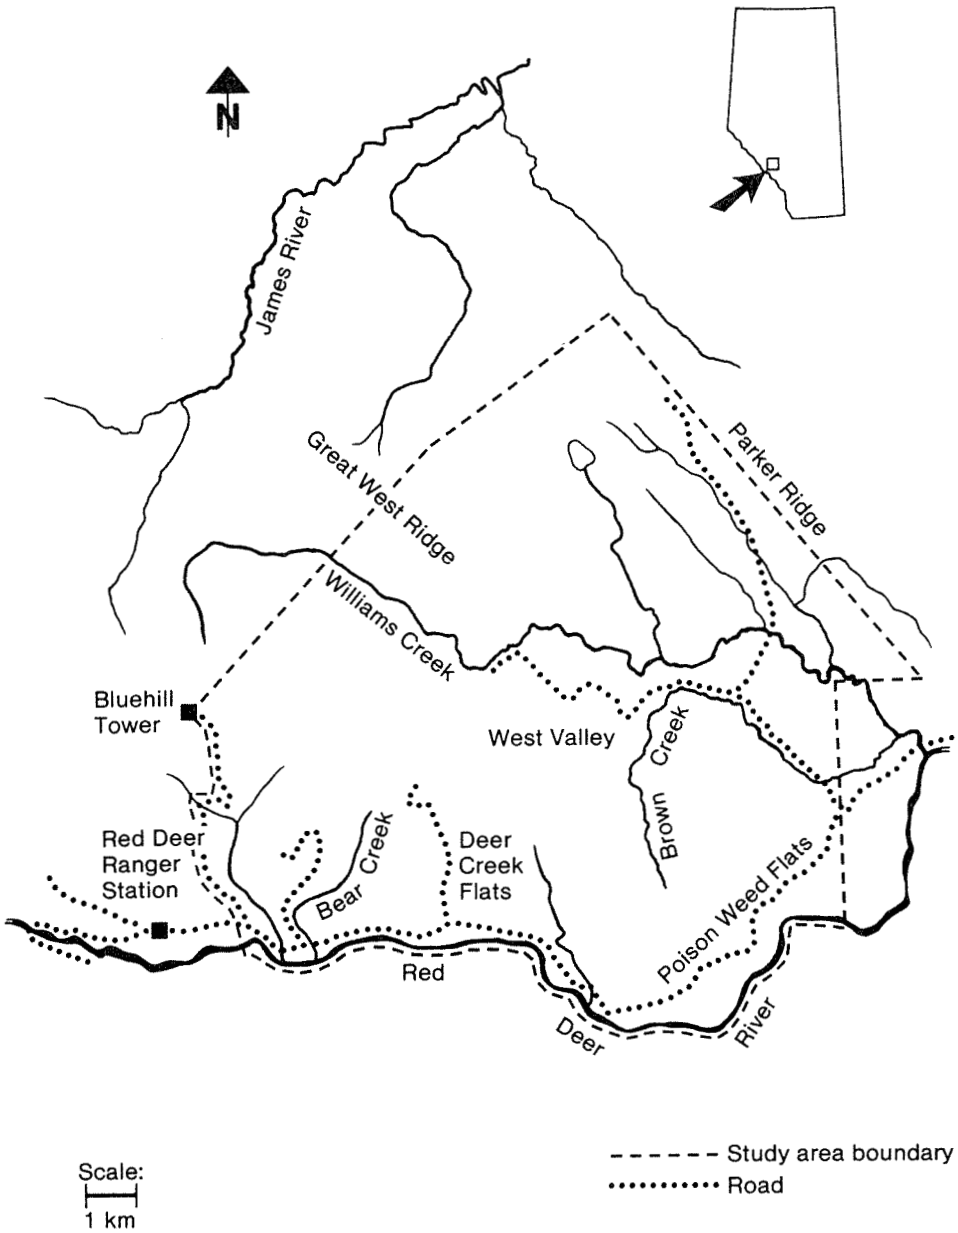 N
James River
Great West Ridge
Parker Ridge
Williams Creek
Bluehill
Tower
West Valley
Brown Creek
Red Deer
Ranger
Station
Bear Creek
Deer
Creek
Flats
Poison Weed Flats
Red Deer River
Scale:
1 km
Study area boundary
Road